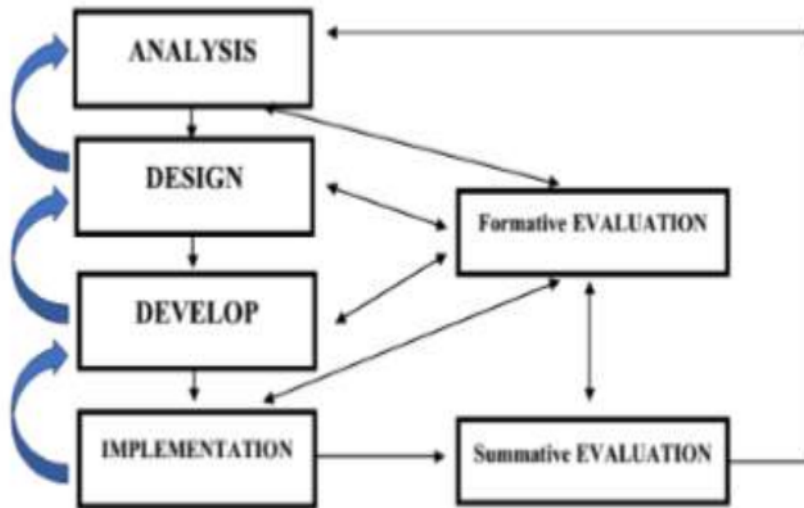 ANALYSIS
DESIGN
Formative EVALUATION
DEVELOP
IMPLEMENTATION
Summative EVALUATION